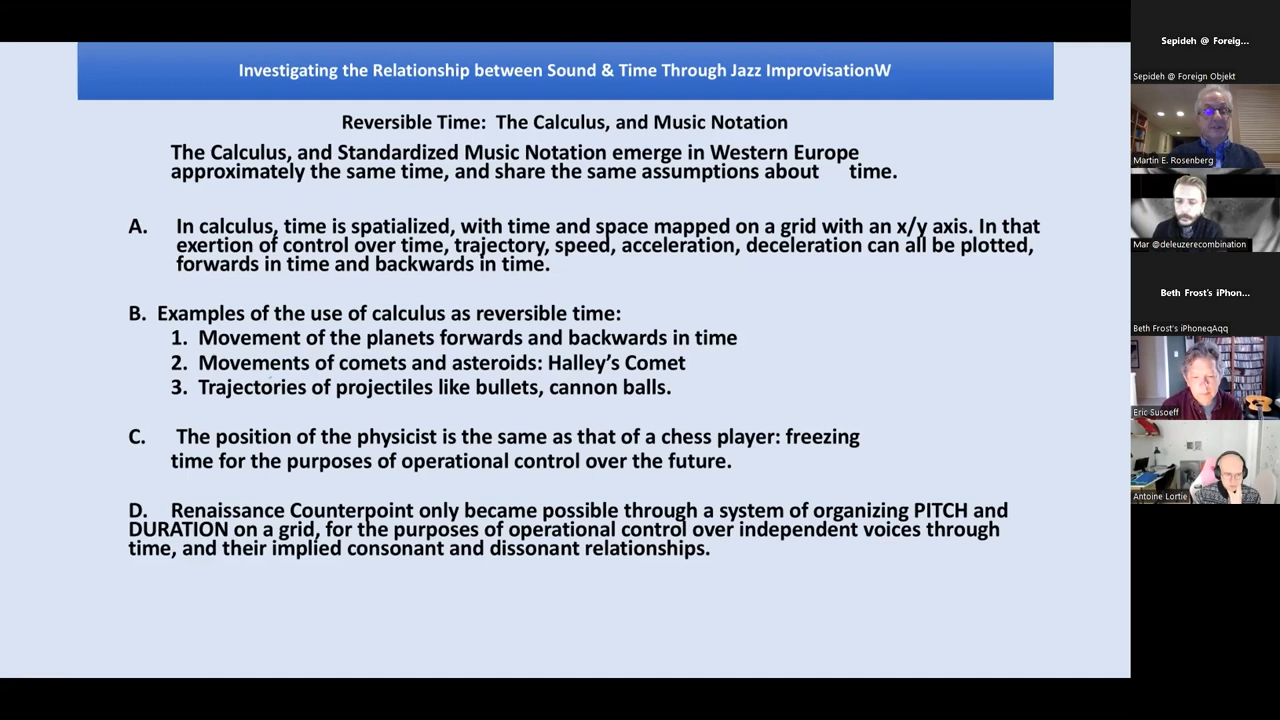 Investigating the Relationship between Sound & Time Through Jazz ImprovisationW
Reversible Time: The Calculus, and Music Notation
The Calculus, and Standardized Music Notation emerge in Western Europe
approximately the same time, and share the same assumptions about time.
A. In calculus, time is spatialized, with time and space mapped on a grid with an x/y axis. In that
exertion of control over time, trajectory, speed, acceleration, deceleration can all be plotted,
forwards in time and backwards in time.
B. Examples of the use of calculus as reversible time:
1. Movement of the planets forwards and backwards in time
2. Movements of comets and asteroids: Halley's Comet
3. Trajectories of projectiles like bullets, cannon balls.
C. The position of the physicist is the same as that of a chess player: freezing
time for the purposes of operational control over the future.
D. Renaissance Counterpoint only became possible through a system of organizing PITCH and
DURATION on a grid, for the purposes of operational control over independent voices through
time, and their implied consonant and dissonant relationships.
Sepideh @ Foreig...
Sepideh @ Foreign Objekt
Martin E. Rosenberg
Mar @deleuzerecombination
Beth Frost's iPhon...
Beth Frost's iPhoneqAqq
Eric Susoeff
Antoine Lortie